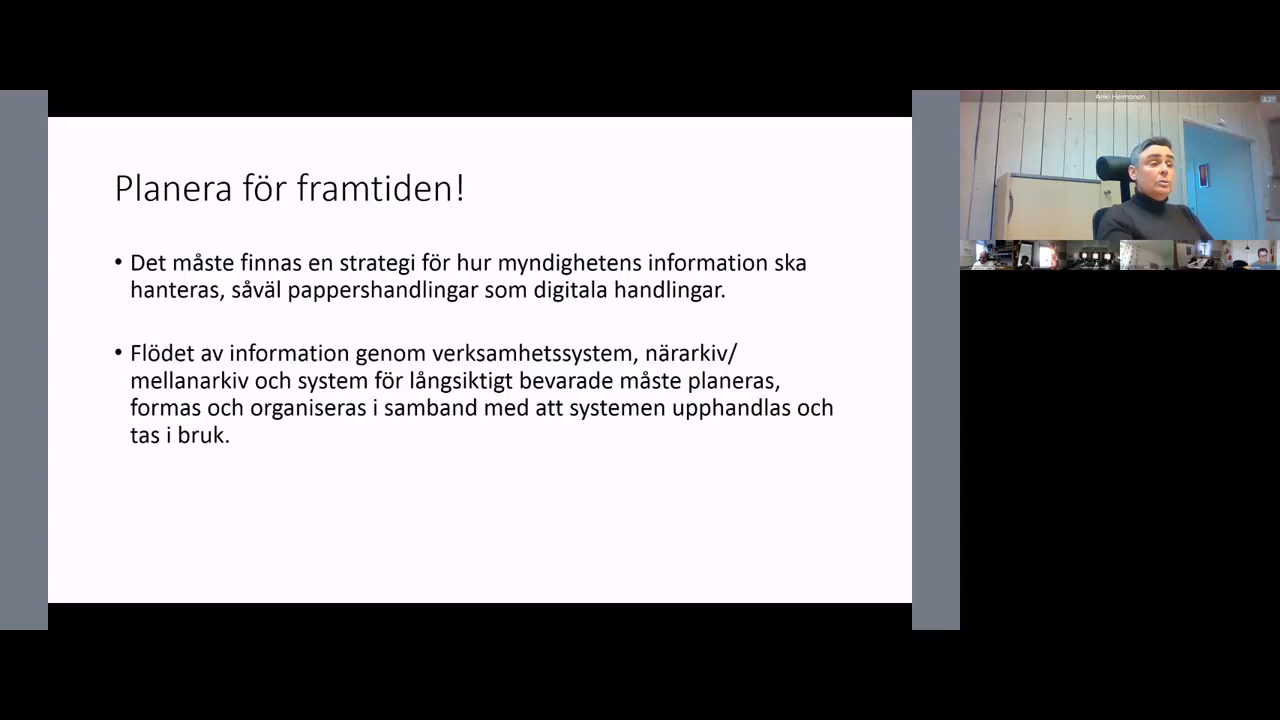 Planera för framtiden!
• Det måste finnas en strategi för hur myndighetens information ska
hanteras, såväl pappershandlingar som digitala handlingar.
• Flödet av information genom verksamhetssystem, närarkiv/
mellanarkiv och system för långsiktigt bevarade måste planeras,
formas och organiseras i samband med att systemen upphandlas och
tas i bruk.
Anki Heimonen